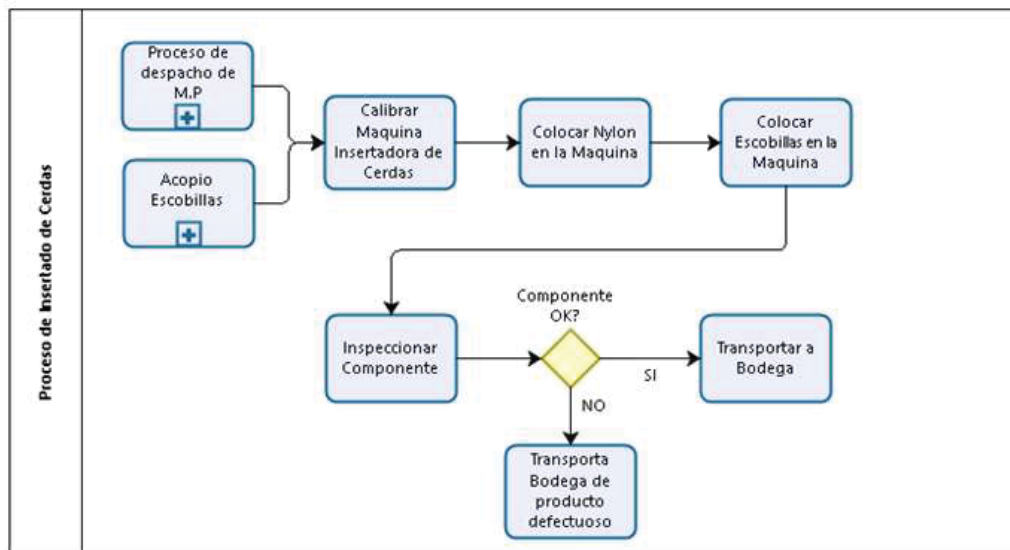 Proceso de Insertado de Cerdas
Proceso de
despacho de
M.P
Acopio
Escobillas
Calibrar
Maquina
Insertadora de
Cerdas
Colocar Nylon
en la Maquina
Colocar
Escobillas en la
Maquina
Inspeccionar
Componente
Componente
OK?
SI
Transportar a
Bodega
NO
Transporta
Bodega de
producto
defectuoso